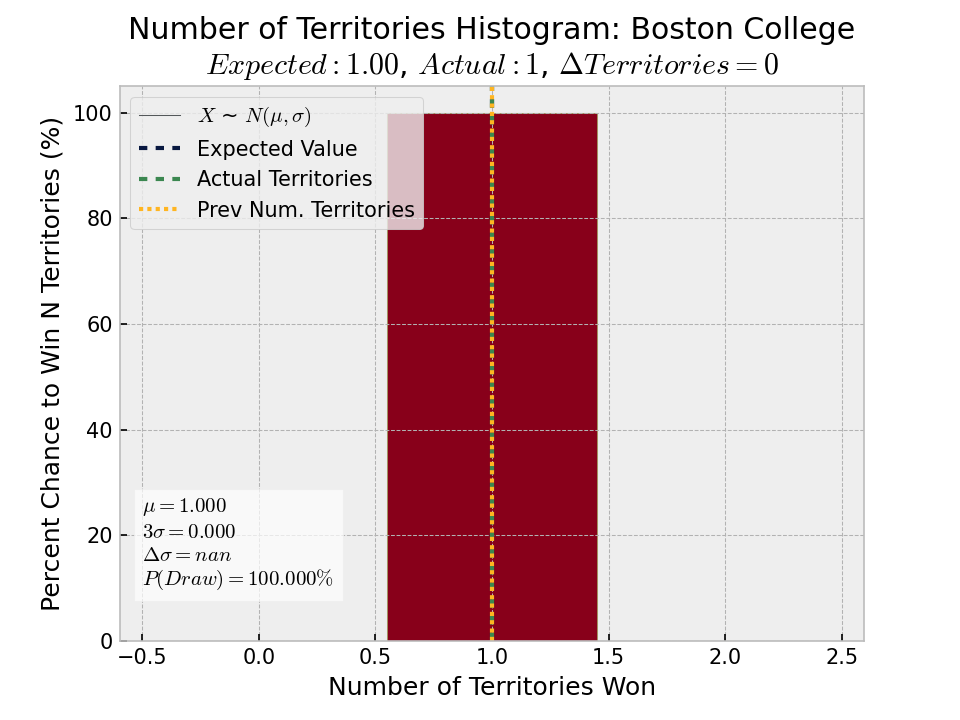 Number of Territories Histogram: Boston College
Expected : 1.00, Actual : 1, ΔTerritories = 0
Percent Chance to Win N Territories (%)
100
80
60
40
20
0
X ~ N(μ, σ)
Expected Value
Actual Territories
Prev Num. Territories
μ = 1.000
3σ = 0.000
Δσ = nan
P(Draw) = 100.000%
−0.5 0.0 0.5 1.0 1.5 2.0 2.5
Number of Territories Won